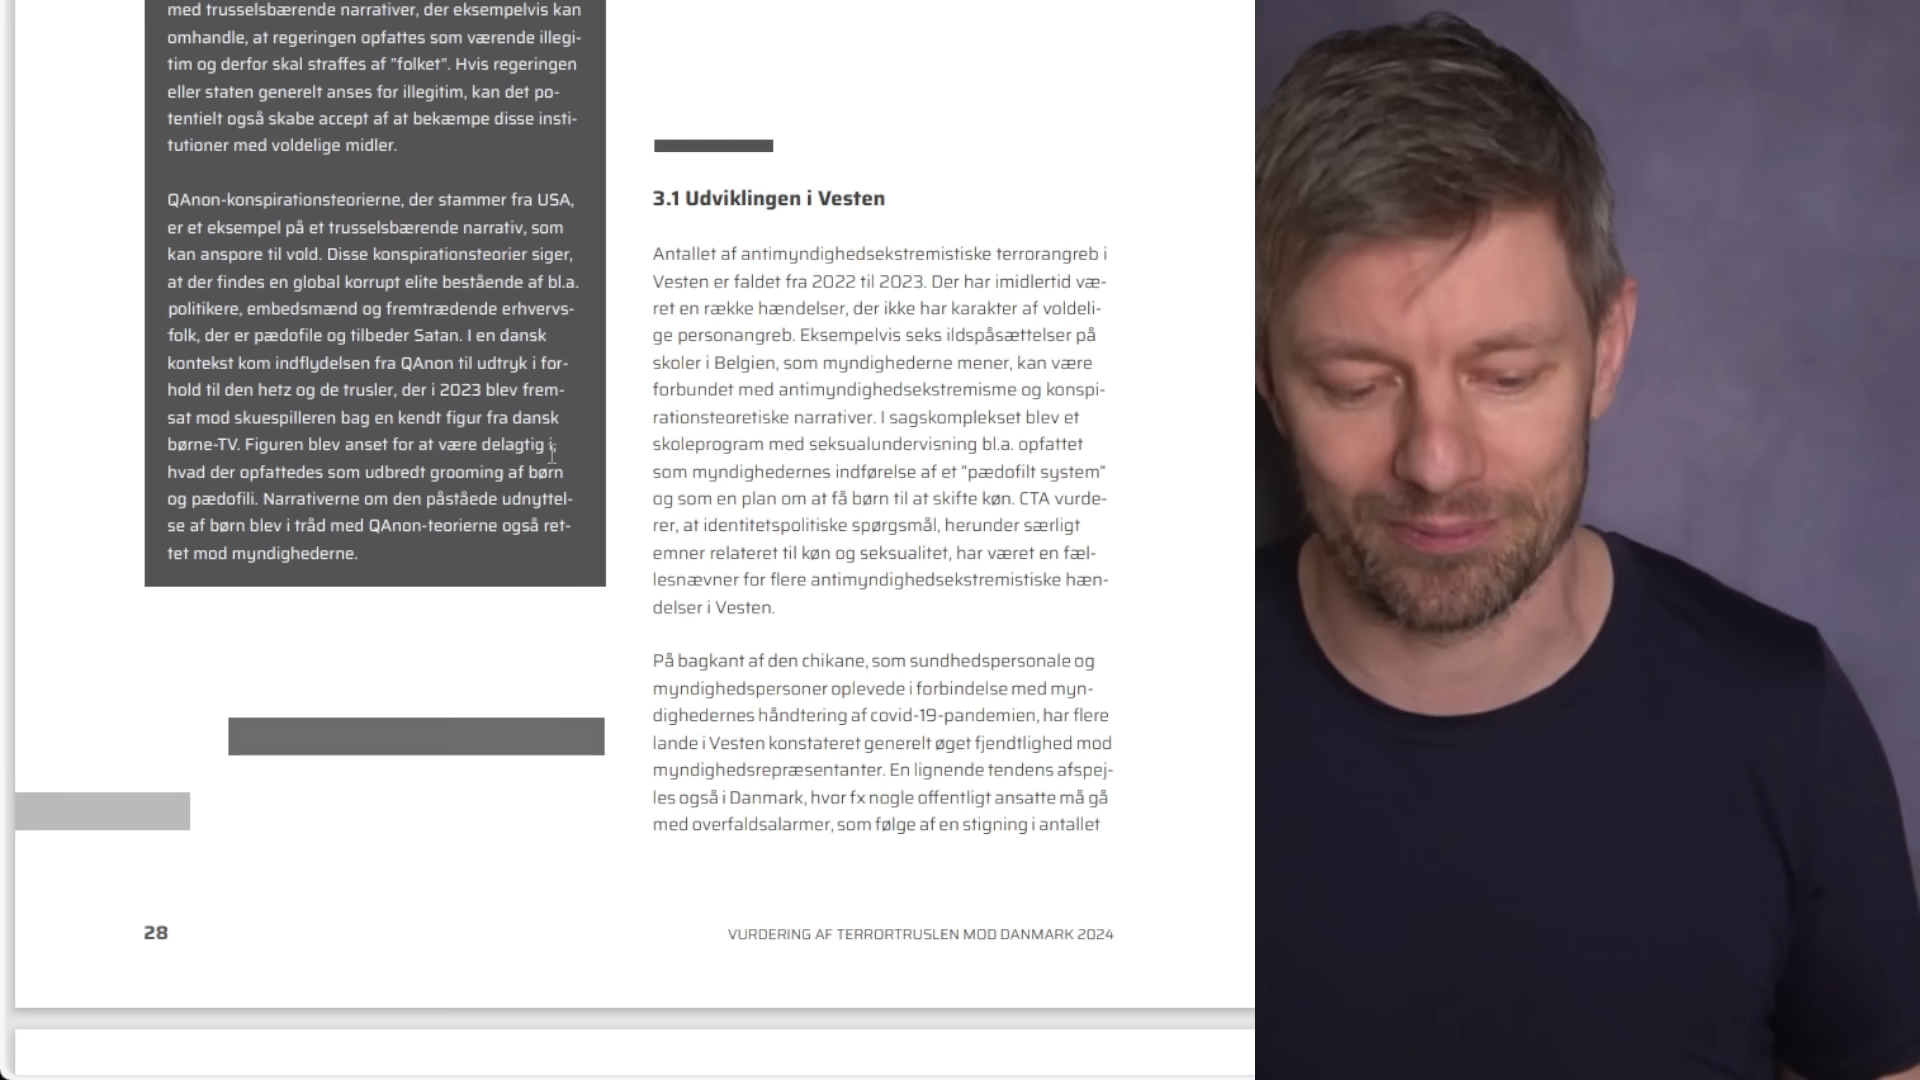 med trusselsbærende narrativer, der eksempelvis kan
omhandle, at regeringen opfattes som værende illegi-
tim og derfor skal straffes af "folket". Hvis regeringen
eller staten generelt anses for illegitim, kan det po-
tentielt også skabe accept af at bekæmpe disse insti-
tutioner med voldelige midler.
QAnon-konspirationsteorierne, der stammer fra USA,
er et eksempel på et trusselsbærende narrativ, som
kan anspore til vold. Disse konspirationsteorier siger,
at der findes en global korrupt elite bestående af bl.a.
politikere, embedsmænd og fremtrædende erhvervs-
folk, der er pædofile og tilbeder Satan. I en dansk
kontekst kom indflydelsen fra QAnon til udtryk i for-
hold til den hetz og de trusler, der i 2023 blev frem-
sat mod skuespilleren bag en kendt figur fra dansk
børne-TV. Figuren blev anset for at være delagtig i,
hvad der opfattedes som udbredt grooming af børn
og pædofili. Narrativerne om den påståede udnyttel-
se af børn blev i tråd med QAnon-teorierne også ret-
tet mod myndighederne.
3.1 Udviklingen i Vesten
Antallet af antimyndighedsekstremistiske terrorangreb i
Vesten er faldet fra 2022 til 2023. Der har imidlertid væ-
ret en række hændelser, der ikke har karakter af voldeli-
ge personangreb. Eksempelvis seks ildspåsættelser på
skoler i Belgien, som myndighederne mener, kan være
forbundet med antimyndighedsekstremisme og konspi-
rationsteoretiske narrativer. I sagskomplekset blev et
skoleprogram med seksualundervisning bl.a. opfattet
som myndighedernes indførelse af et "pædofilt system"
og som en plan om at få børn til at skifte køn. CTA vurde-
rer, at identitetspolitiske spørgsmål, herunder særligt
emner relateret til køn og seksualitet, har været en fæl-
lesnævner for flere antimyndighedsekstremistiske hæn-
delser i Vesten.
På bagkant af den chikane, som sundhedspersonale og
myndighedspersoner oplevede i forbindelse med myn-
dighedernes håndtering af covid-19-pandemien, har flere
lande i Vesten konstateret generelt øget fjendtlighed mod
myndighedsrepræsentanter. En lignende tendens afspej-
les også i Danmark, hvor fx nogle offentligt ansatte må gå
med overfaldsalarmer, som følge af en stigning i antallet
28
VURDERING AF TERRORTRUSLEN MOD DANMARK 2024